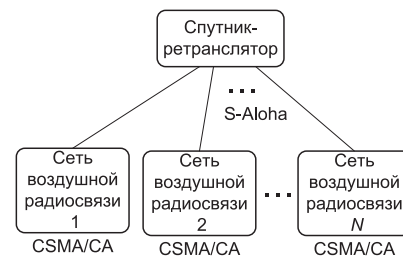 Спутник-
ретранслятор
...
S-Aloha
Сеть
воздушной
радиосвязи
1
CSMA/CA
Сеть
воздушной
радиосвязи
2
CSMA/CA
...
Сеть
воздушной
радиосвязи
N
CSMA/CA